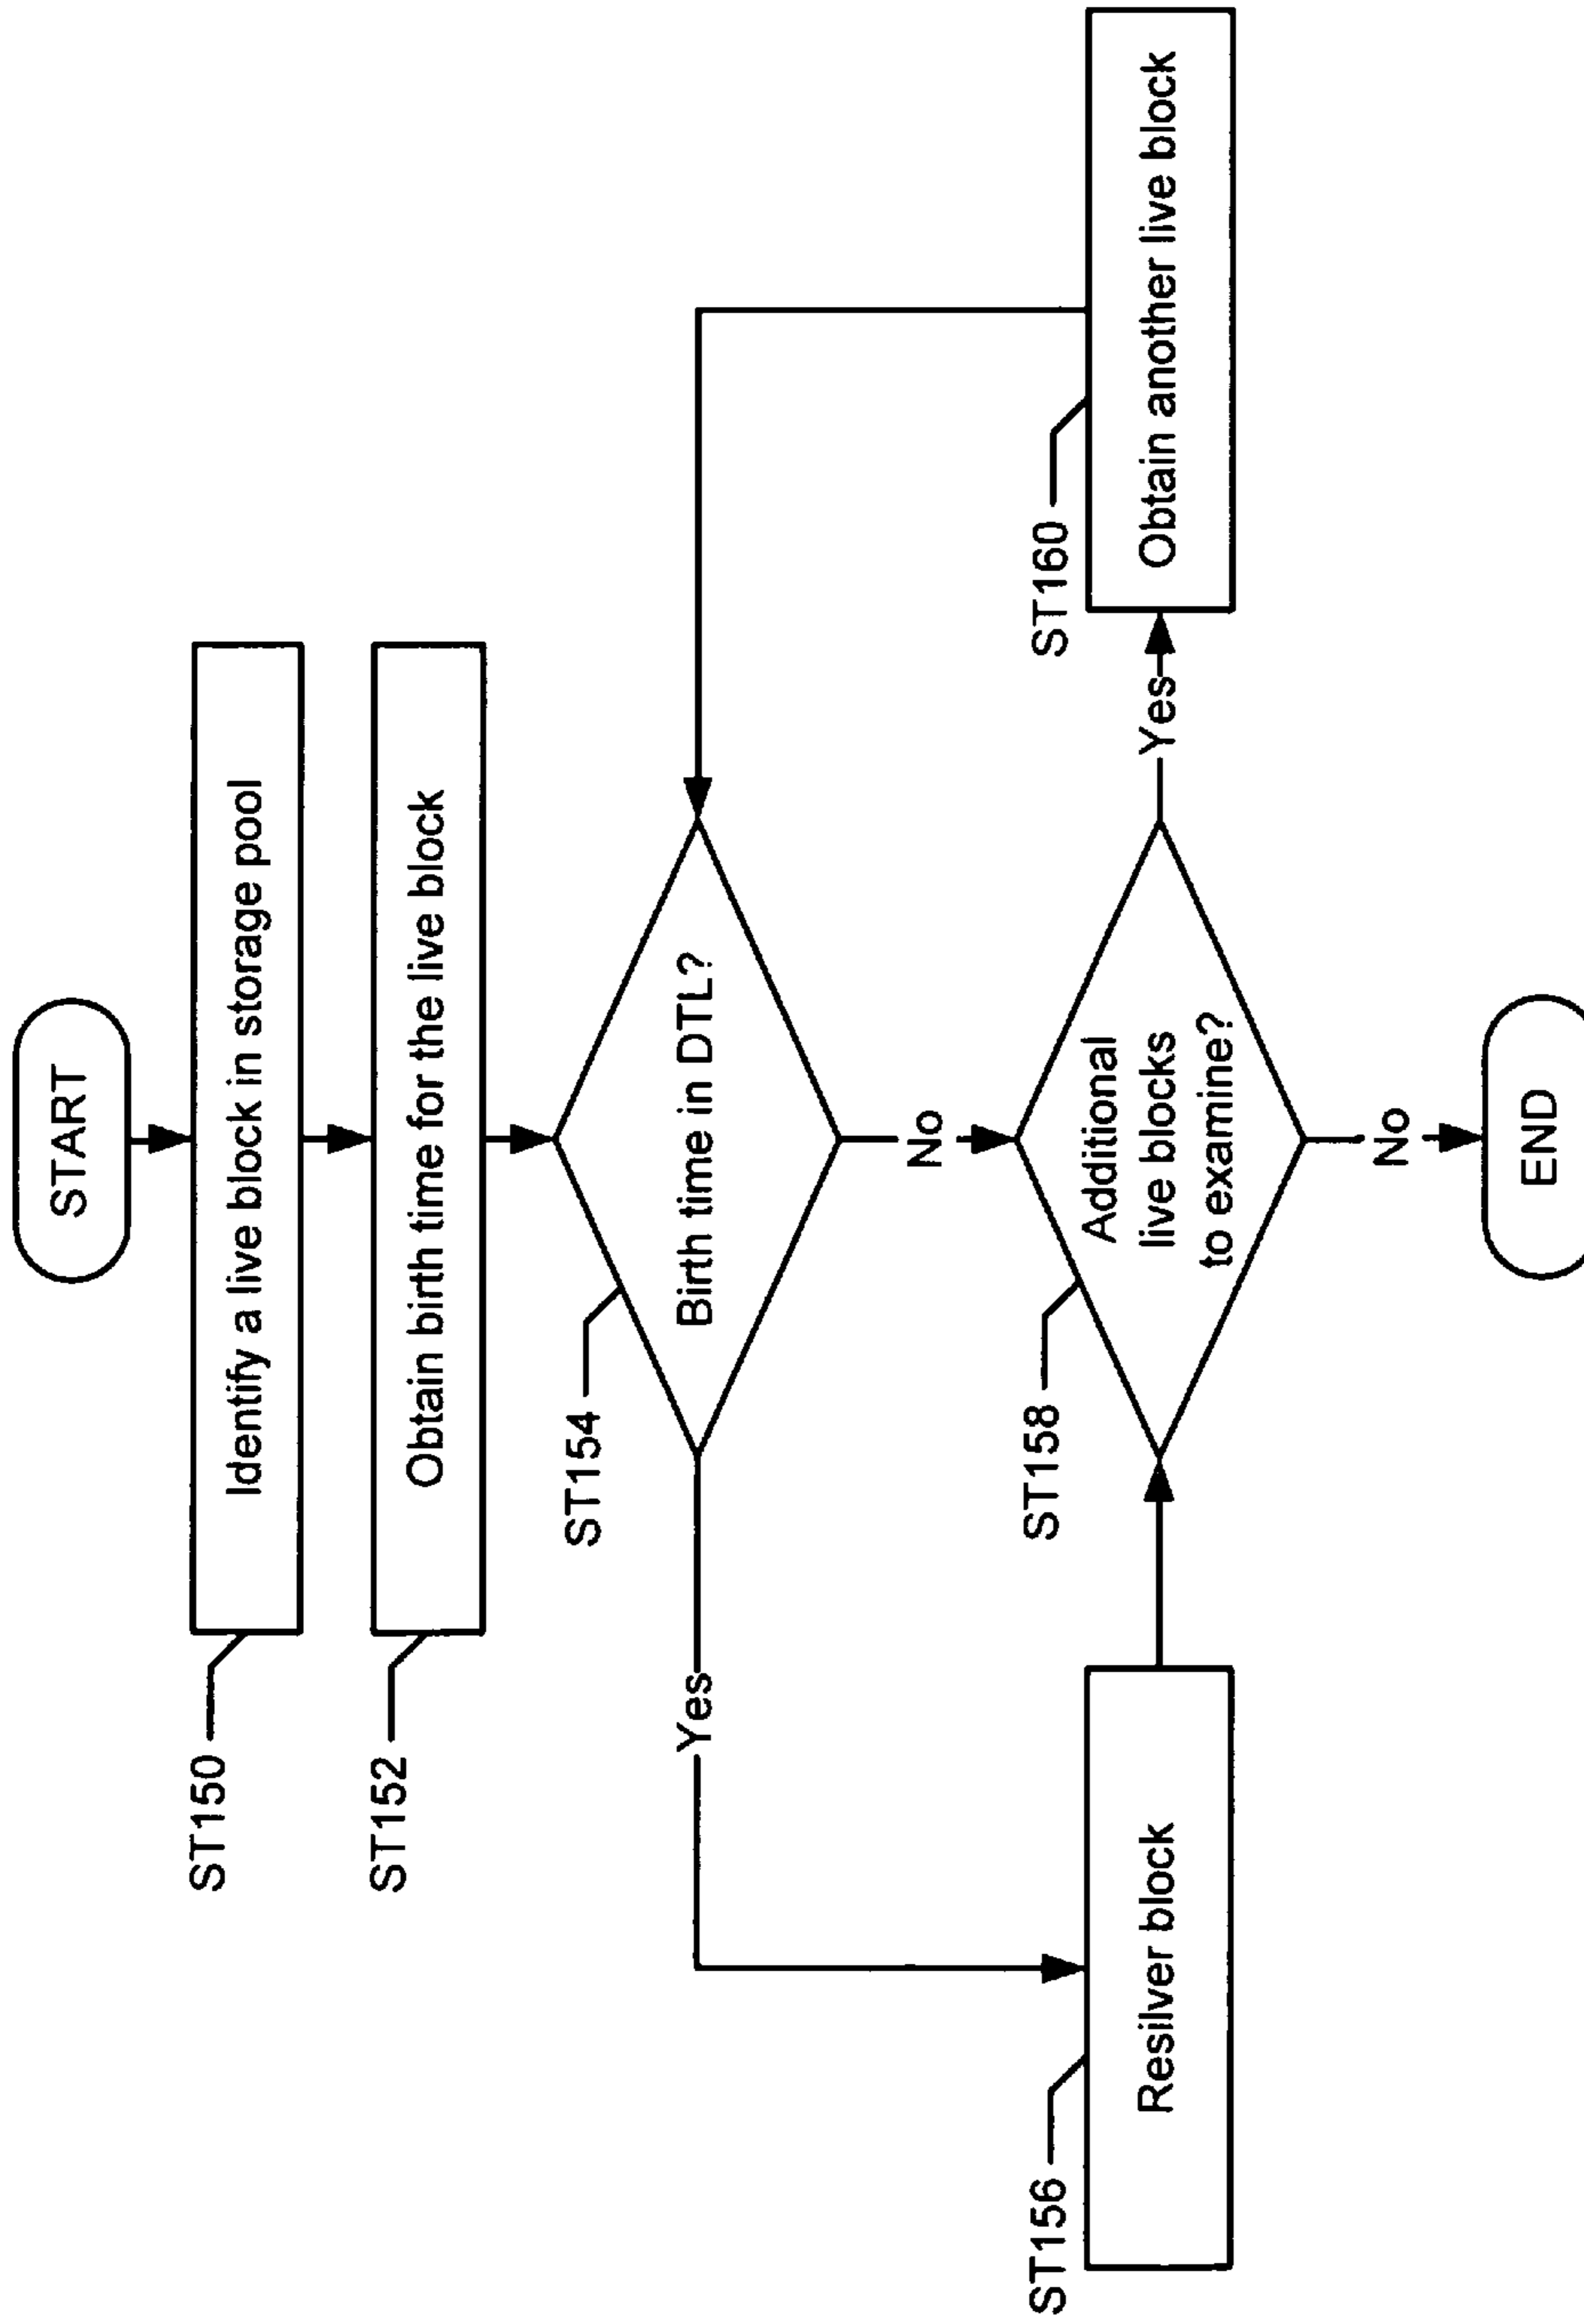 START
ST150
Identify a live block in storage pool
ST152
Obtain birth time for the live block
ST154
Birth time in DTL?
Yes
No
ST156
Resilver block
ST158
Additional
live blocks
to examine?
Yes
ST160
Obtain another live block
No
END